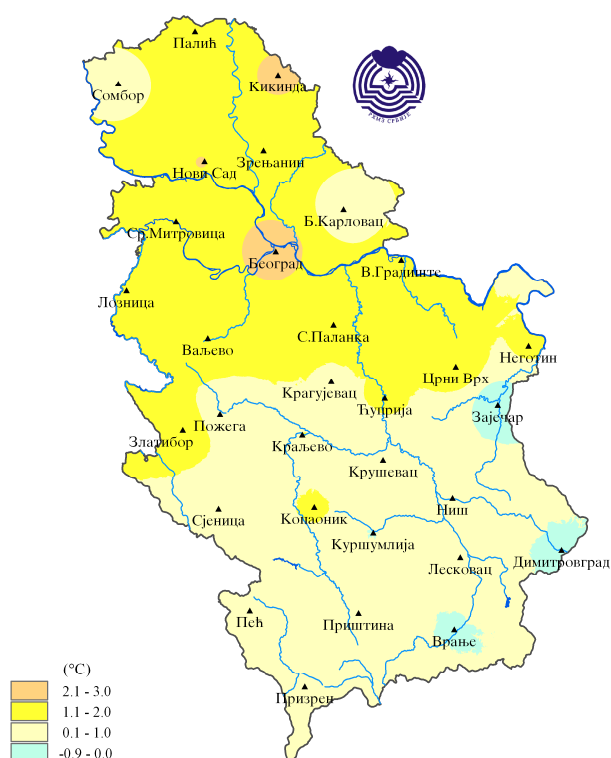 Палић
Кикинда
Сомбор
РХМЗ СРБИЈЕ
Зрењанин
Нови Сад
Б.Карловац
Ср.Митровица
Београд
В.Градиште
Лозница
С.Паланка
Ваљево
Неготин
Црни Врх
Крагујевац
Ћуприја
Зајечар
Пожега
Златибор
Краљево
Крушевац
Ниш
Сјеница
Копаоник
Куршумлија
Димитровград
Лесковац
Пећ
Приштина
Врање
Призрен
(°C)
2.1 - 3.0
1.1 - 2.0
0.1 - 1.0
-0.9 - 0.0